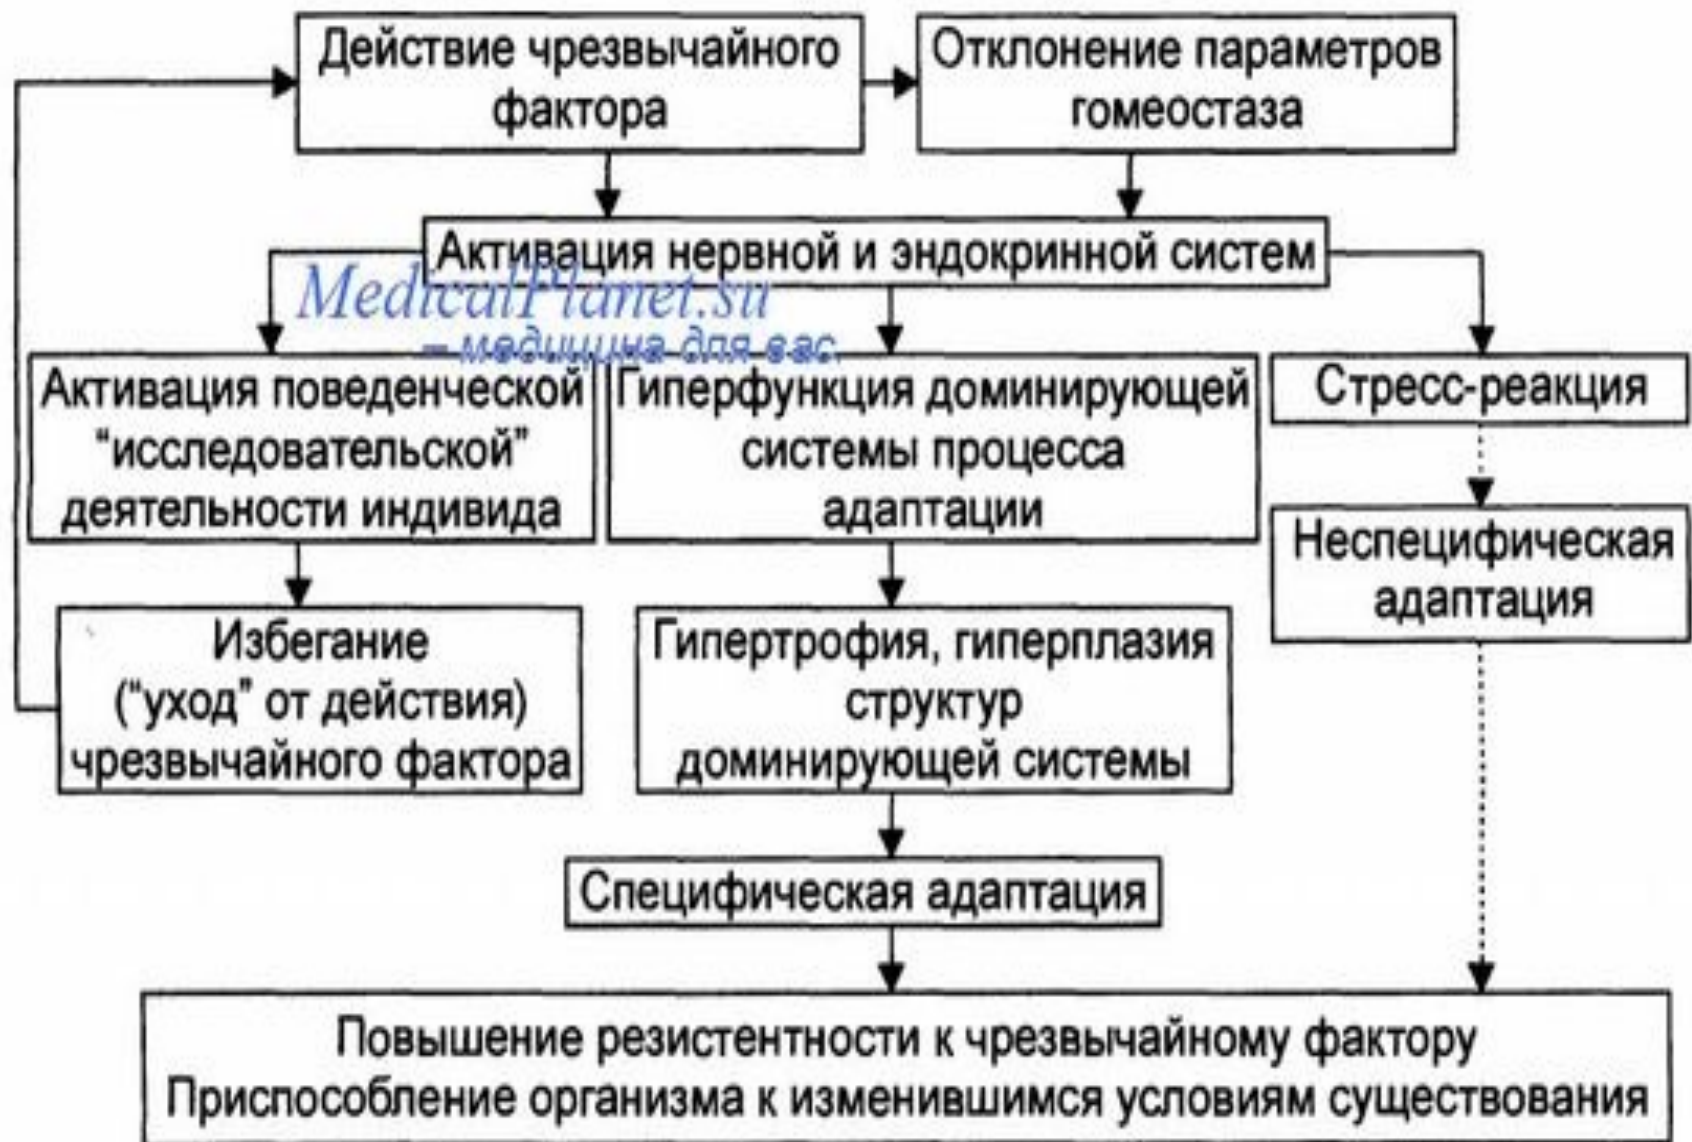 Действие чрезвычайного
фактора
Отклонение параметров
гомеостаза
Активация нервной и эндокринной систем
MedicalPlanet.su
– медицина для вас.
Активация поведенческой
“исследовательской”
деятельности индивида
Гиперфункция доминирующей
системы процесса
адаптации
Стресс-реакция
Неспецифическая
адаптация
Избегание
(“уход” от действия)
чрезвычайного фактора
Гипертрофия, гиперплазия
структур
доминирующей системы
Специфическая адаптация
Повышение резистентности к чрезвычайному фактору
Приспособление организма к изменившимся условиям существования